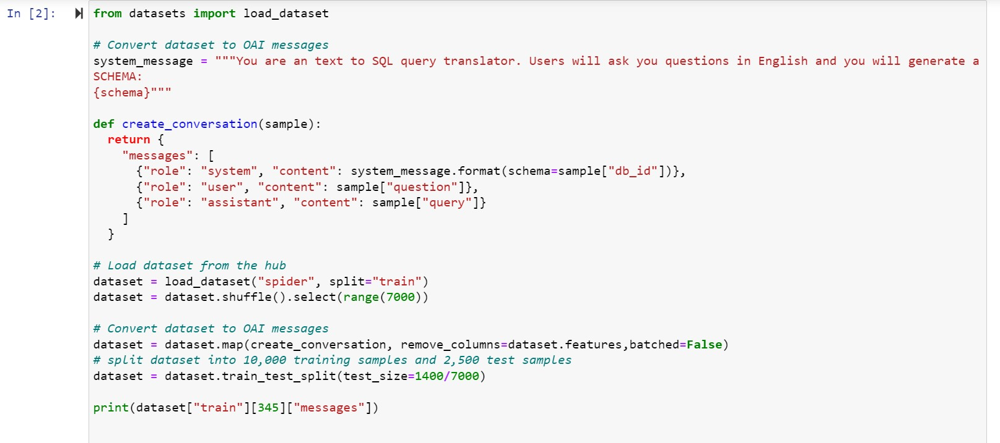 In [2]:
from datasets import load_dataset
# Convert dataset to OAI messages
system_message = """You are an text to SQL query translator. Users will ask you questions in English and you will generate a
SCHEMA:
{schema}"""
def create_conversation(sample):
  return {
    "messages": [
      {"role": "system", "content": system_message.format(schema=sample["db_id"])},
      {"role": "user", "content": sample["question"]},
      {"role": "assistant", "content": sample["query"]}
    ]
  }
# Load dataset from the hub
dataset = load_dataset("spider", split="train")
dataset = dataset.shuffle().select(range(7000))
# Convert dataset to OAI messages
dataset = dataset.map(create_conversation, remove_columns=dataset.features,batched=False)
# split dataset into 10,000 training samples and 2,500 test samples
dataset = dataset.train_test_split(test_size=1400/7000)
print(dataset["train"][345]["messages"])